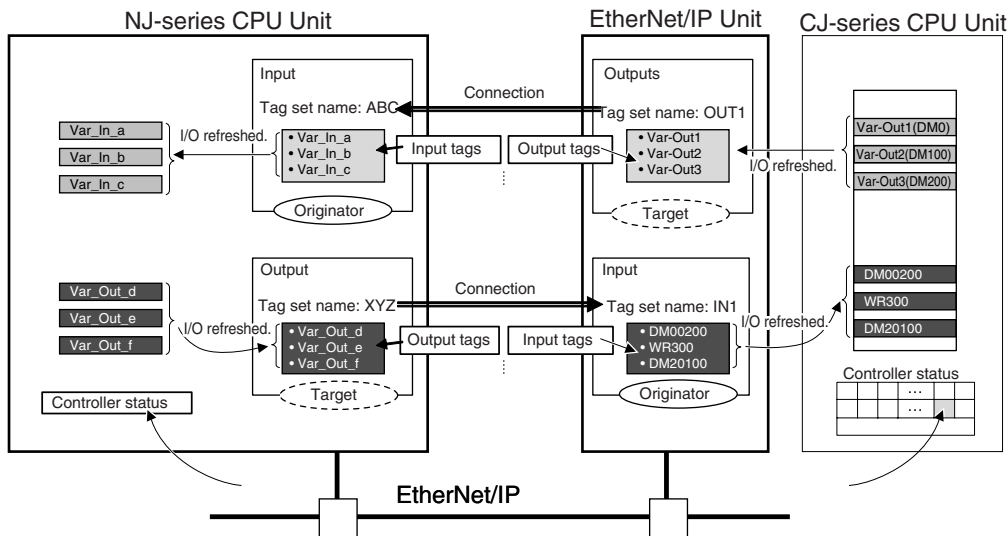 NJ-series CPU Unit
EtherNet/IP Unit
CJ-series CPU Unit
Input
Tag set name: ABC
Var_In_a
Var_In_b
Var_In_c
I/O refreshed.
• Var_In_a
• Var_In_b
• Var_In_c
Originator
Connection
Input tags
Output tags
Outputs
Tag set name: OUT1
• Var-Out1
• Var-Out2
• Var-Out3
Target
I/O refreshed.
Var-Out1(DM0)
Var-Out2(DM100)
Var-Out3(DM200)
Output
Tag set name: XYZ
Var_Out_d
Var_Out_e
Var_Out_f
I/O refreshed.
• Var_Out_d
• Var_Out_e
• Var_Out_f
Target
Connection
Output tags
Input tags
Input
Tag set name: IN1
• DM00200
• WR300
• DM20100
Originator
I/O refreshed.
DM00200
WR300
DM20100
Controller status
Controller status
...
...
EtherNet/IP